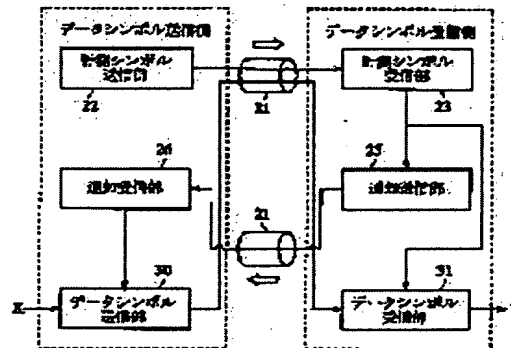 データシンボル送信側
データシンボル受信側
計測シンボル
送信側
22
21
計測シンボル
受信部
23
26
通知受信部
25
通知送信部
21
30
X
データシンボル
送信部
31
データシンボル
受信部